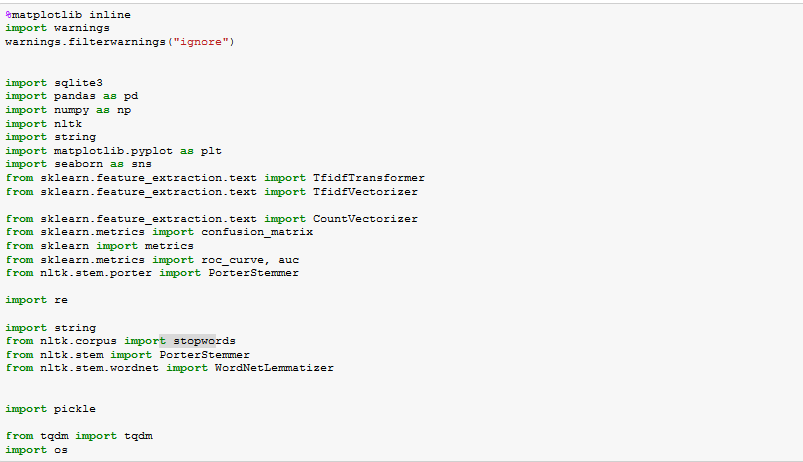 %matplotlib inline
import warnings
warnings.filterwarnings("ignore")
import sqlite3
import pandas as pd
import numpy as np
import nltk
import string
import matplotlib.pyplot as plt
import seaborn as sns
from sklearn.feature_extraction.text import TfidfTransformer
from sklearn.feature_extraction.text import TfidfVectorizer
from sklearn.feature_extraction.text import CountVectorizer
from sklearn.metrics import confusion_matrix
from sklearn import metrics
from sklearn.metrics import roc_curve, auc
from nltk.stem.porter import PorterStemmer
import re
import string
from nltk.corpus import stopwords
from nltk.stem import PorterStemmer
from nltk.stem.wordnet import WordNetLemmatizer
import pickle
from tqdm import tqdm
import os